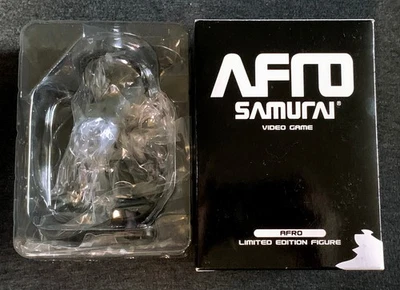 AFRO
SAMURAI®
VIDEO GAME
AFRO
LIMITED EDITION FIGURE